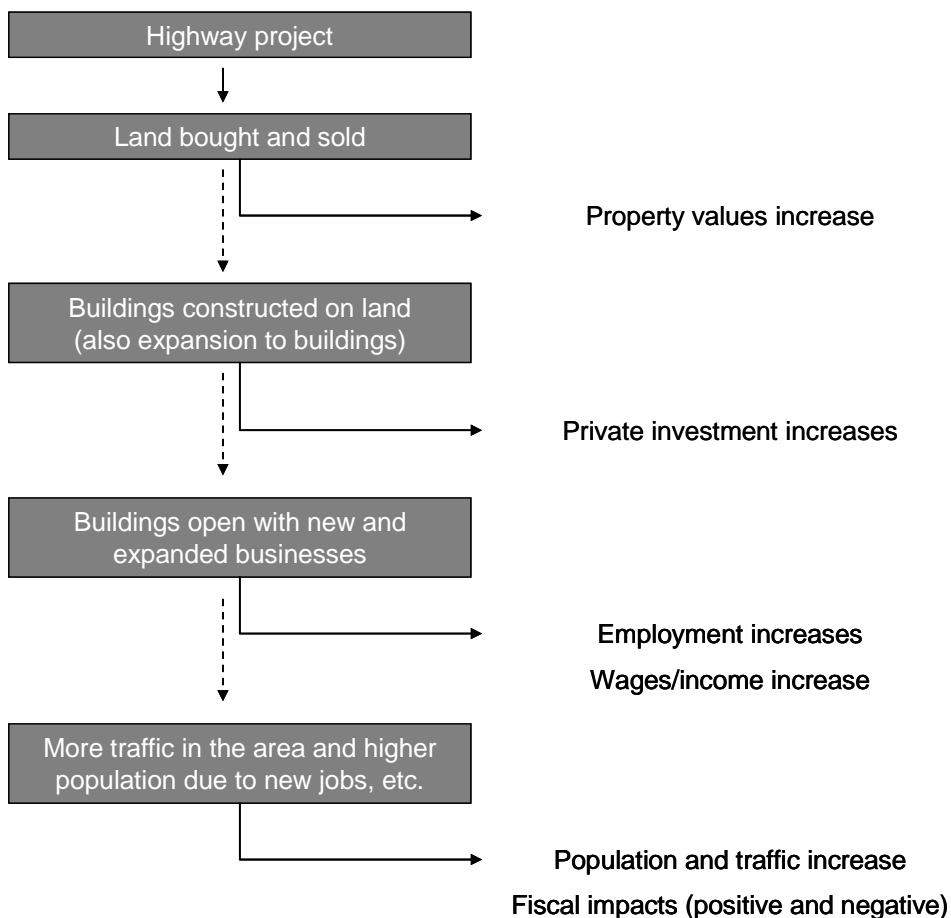 Highway project
Land bought and sold
Property values increase
Buildings constructed on land
(also expansion to buildings)
Private investment increases
Buildings open with new and
expanded businesses
Employment increases
Wages/income increase
More traffic in the area and higher
population due to new jobs, etc.
Population and traffic increase
Fiscal impacts (positive and negative)